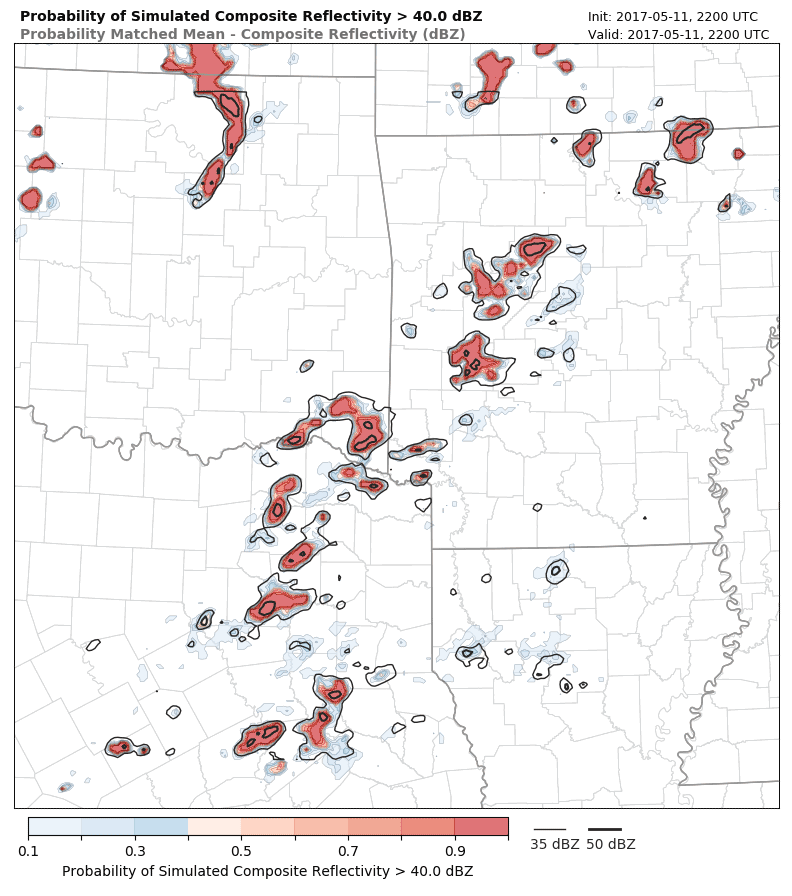 Probability of Simulated Composite Reflectivity > 40.0 dBZ
Init: 2017-05-11, 2200 UTC
Probability Matched Mean - Composite Reflectivity (dBZ)
Valid: 2017-05-11, 2200 UTC
0.1 0.3 0.5 0.7 0.9
35 dBZ 50 dBZ
Probability of Simulated Composite Reflectivity > 40.0 dBZ